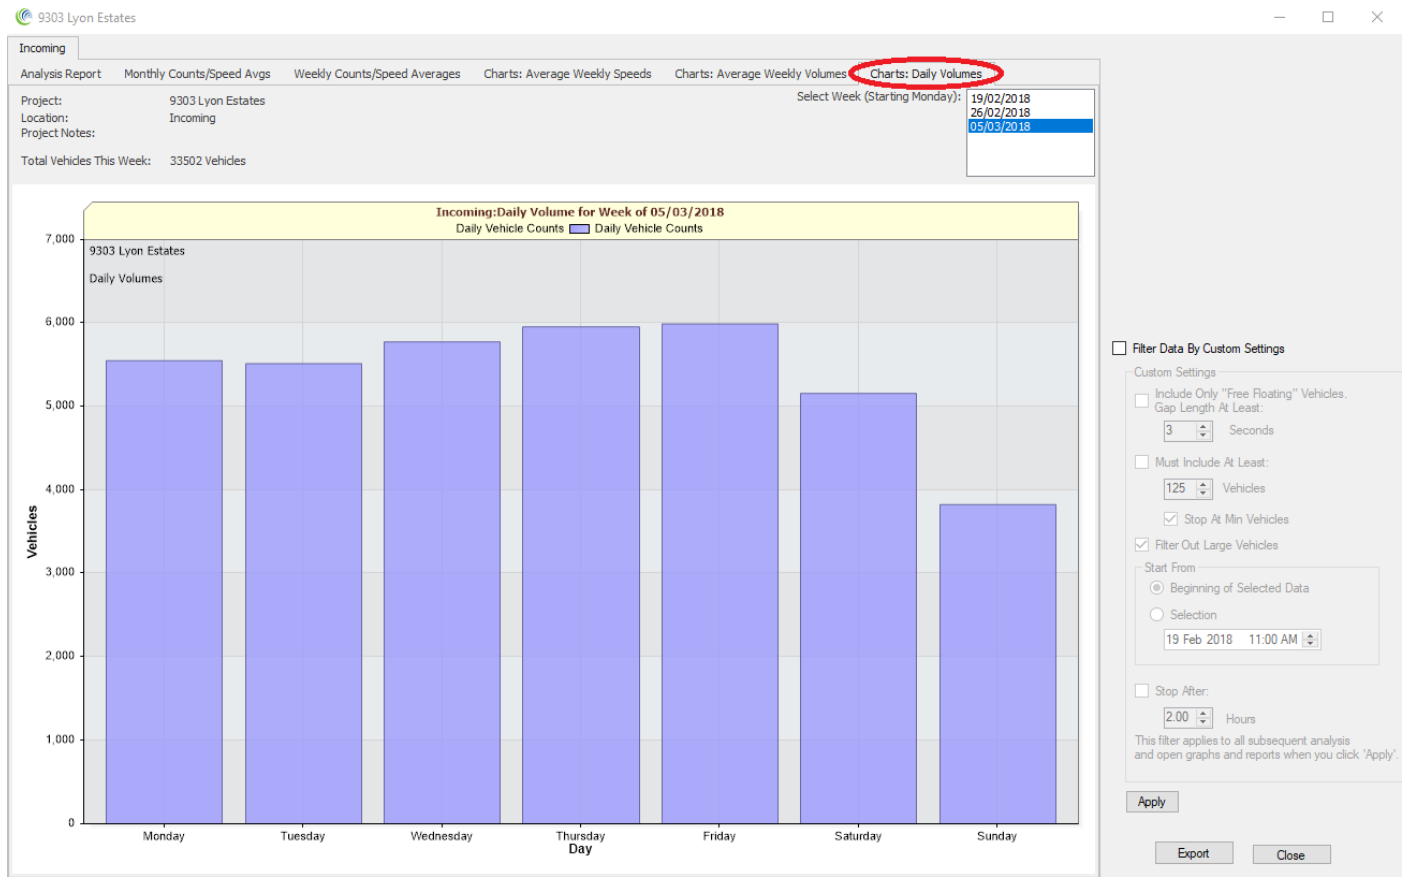 9303 Lyon Estates
Incoming
Analysis Report Monthly Counts/Speed Avgs Weekly Counts/Speed Averages Charts: Average Weekly Speeds Charts: Average Weekly Volumes Charts: Daily Volumes
Project: 9303 Lyon Estates
Location: Incoming
Project Notes:
Total Vehicles This Week: 33502 Vehicles
Select Week (Starting Monday):
19/02/2018
26/02/2018
05/03/2018
Incoming:Daily Volume for Week of 05/03/2018
Daily Vehicle Counts Daily Vehicle Counts
9303 Lyon Estates
Daily Volumes
7,000
6,000
5,000
4,000
3,000
2,000
1,000
0
Vehicles
Monday Tuesday Wednesday Thursday Friday Saturday Sunday
Day
Filter Data By Custom Settings
Custom Settings
Include Only "Free Floating" Vehicles.
Gap Length At Least:
3 Seconds
Must Include At Least:
125 Vehicles
Stop At Min Vehicles
Filter Out Large Vehicles
Start From
Beginning of Selected Data
Selection
19 Feb 2018 11:00 AM
Stop After:
2.00 Hours
This filter applies to all subsequent analysis
and open graphs and reports when you click 'Apply'.
Apply
Export Close